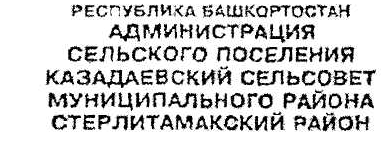 РЕСПУБЛИКА БАШКОРТОСТАН
АДМИНИСТРАЦИЯ
СЕЛЬСКОГО ПОСЕЛЕНИЯ
КАЗАДАЕВСКИЙ СЕЛЬСОВЕТ
МУНИЦИПАЛЬНОГО РАЙОНА
СТЕРЛИТАМАКСКИЙ РАЙОН